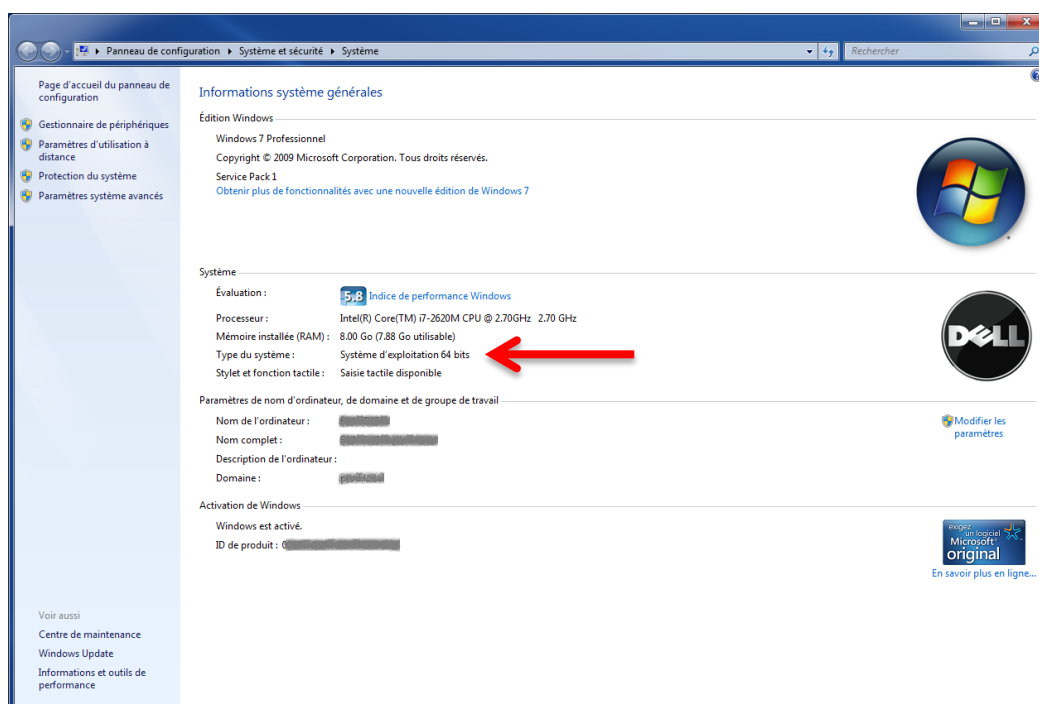 Panneau de configuration Système et sécurité Système
Rechercher
Page d'accueil du panneau de
configuration
Gestionnaire de périphériques
Paramètres d'utilisation à
distance
Protection du système
Paramètres système avancés
Voir aussi
Centre de maintenance
Windows Update
Informations et outils de
performance
Informations système générales
Édition Windows
Windows 7 Professionnel
Copyright © 2009 Microsoft Corporation. Tous droits réservés.
Service Pack 1
Obtenir plus de fonctionnalités avec une nouvelle édition de Windows 7
Système
Évaluation :
5,8 Indice de performance Windows
Processeur : Intel(R) Core(TM) i7-2620M CPU @ 2.70GHz 2.70 GHz
Mémoire installée (RAM) : 8.00 Go (7.88 Go utilisable)
Type du système : Système d'exploitation 64 bits
Stylet et fonction tactile : Saisie tactile disponible
DELL
Paramètres de nom d'ordinateur, de domaine et de groupe de travail
Nom de l'ordinateur :
Nom complet :
Description de l'ordinateur :
Domaine :
Modifier les
paramètres
Activation de Windows
Windows est activé.
ID de produit :
exigez
un logiciel
Microsoft®
original
En savoir plus en ligne...